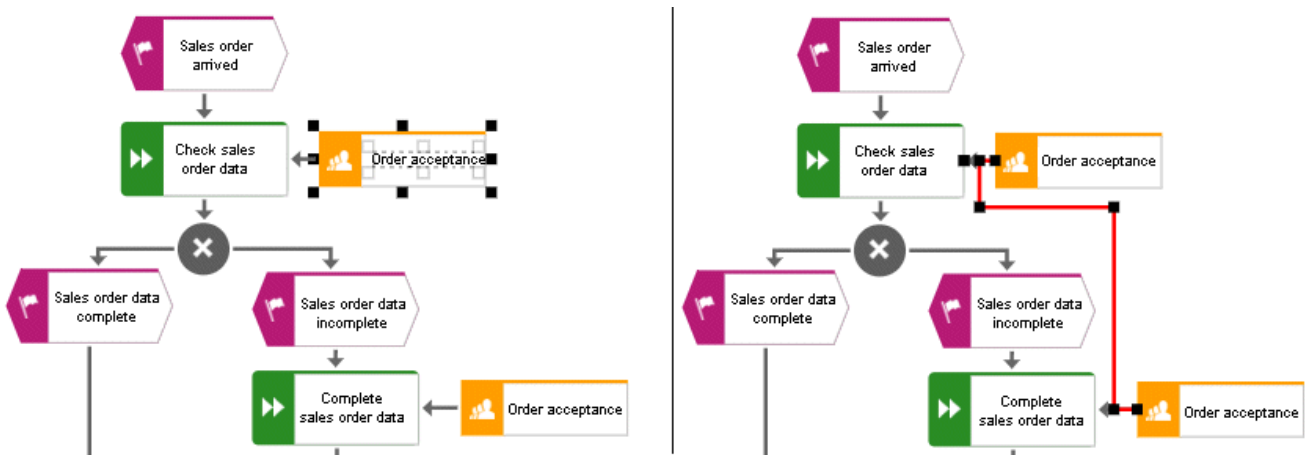 Sales order
arrived
Check sales
order data
Order acceptance
Sales order data
complete
Sales order data
incomplete
Complete
sales order data
Order acceptance
Sales order
arrived
Check sales
order data
Order acceptance
Sales order data
complete
Sales order data
incomplete
Complete
sales order data
Order acceptance